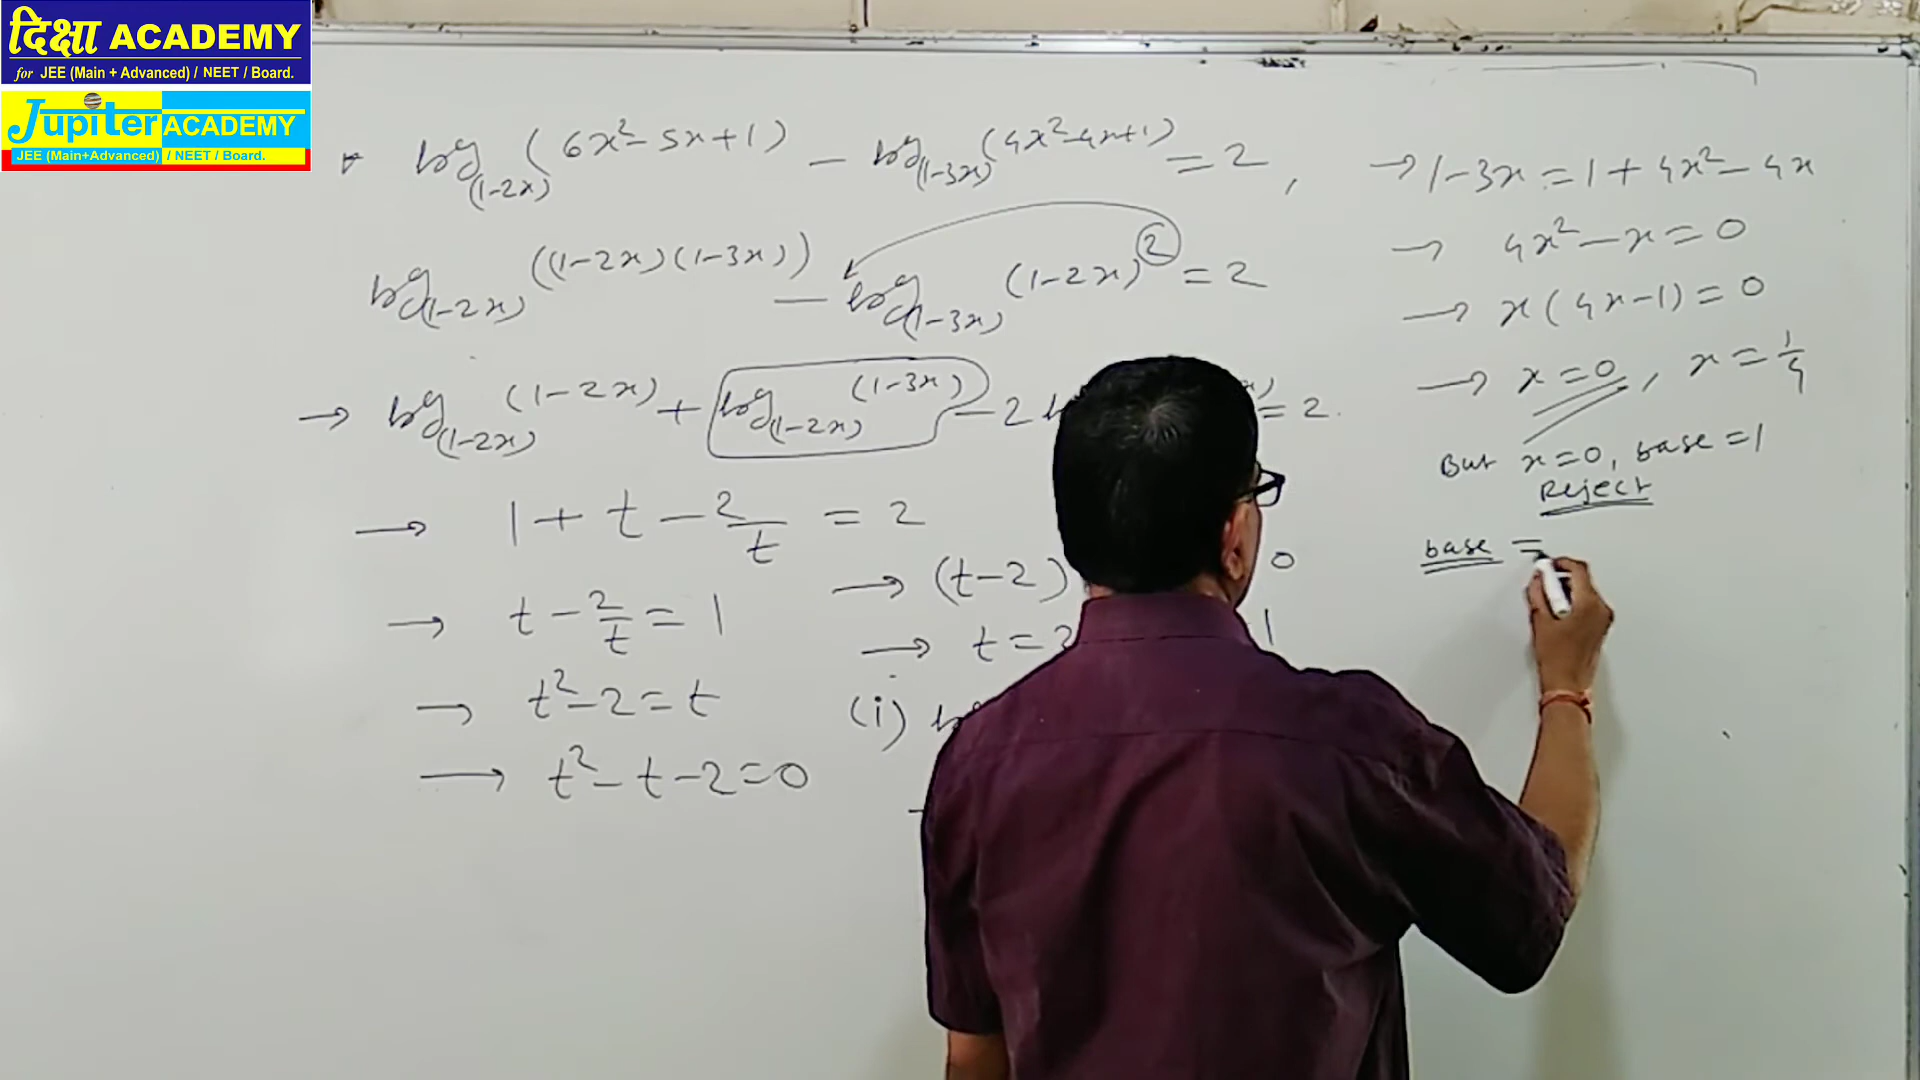 दिक्षा ACADEMY
for JEE (Main + Advanced) / NEET / Board.
Jupiter ACADEMY
JEE (Main+Advanced) / NEET / Board.
log(1-2x) (6x²-5x+1) - log(1-3x) (4x²-4x+1) = 2,
log(1-2x) ((1-2x)(1-3x)) - log(1-3x) (1-2x)² = 2
→ log(1-2x) (1-2x) + log(1-2x) (1-3x) - 2 = 2.
→ 1 + t - 2/t = 2
→ t - 2/t = 1
→ t² - 2 = t
→ t² - t - 2 = 0
→ (t-2) 0
→ t = 1
(i)
→ 1-3x = 1 + 4x² - 4x
→ 4x² - x = 0
→ x(4x-1) = 0
→ x = 0, x = 1/4
But x=0, base = 1
Reject
base =